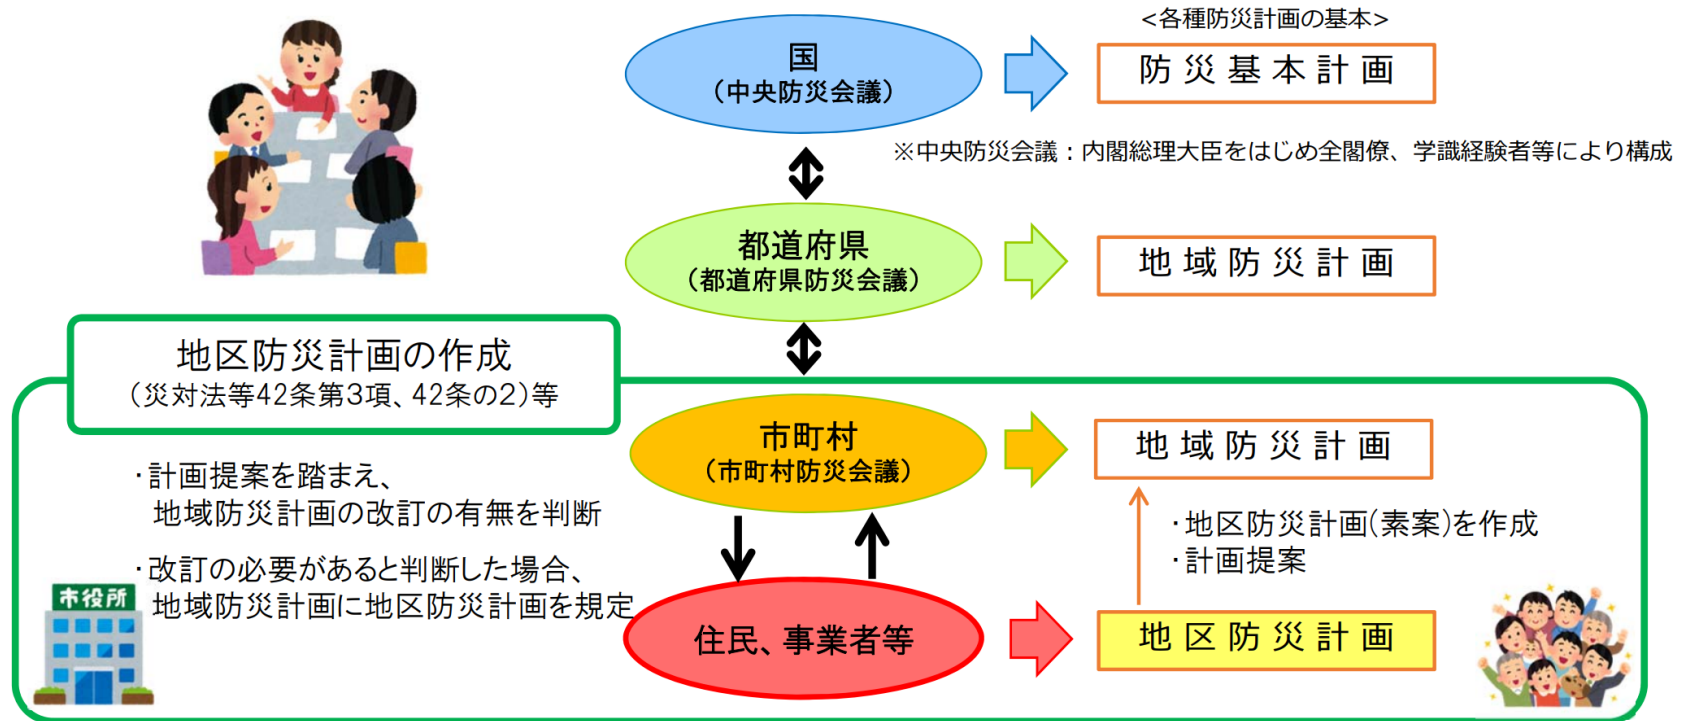 <各種防災計画の基本>
国
（中央防災会議）
防災基本計画
※中央防災会議：内閣総理大臣をはじめ全閣僚、学識経験者等により構成
都道府県
（都道府県防災会議）
地域防災計画
地区防災計画の作成
（災対法等42条第3項、42条の2）等
市町村
（市町村防災会議）
地域防災計画
・計画提案を踏まえ、
地域防災計画の改訂の有無を判断
・改訂の必要があると判断した場合、
地域防災計画に地区防災計画を規定
・地区防災計画(素案)を作成
・計画提案
市役所
住民、事業者等
地区防災計画